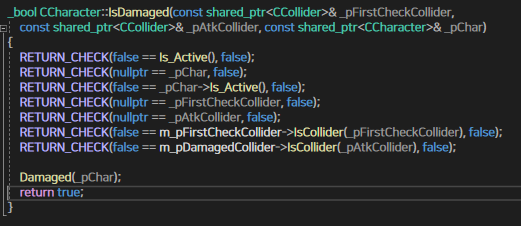 _bool CCharacter::IsDamaged(const shared_ptr<CCollider>& _pFirstCheckCollider,
const shared_ptr<CCollider>& _pAtkCollider, const shared_ptr<CCharacter>& _pChar)
{
RETURN_CHECK(false == Is_Active(), false);
RETURN_CHECK(nullptr == _pChar, false);
RETURN_CHECK(false == _pChar->Is_Active(), false);
RETURN_CHECK(nullptr == _pFirstCheckCollider, false);
RETURN_CHECK(nullptr == _pAtkCollider, false);
RETURN_CHECK(false == m_pFirstCheckCollider->IsCollider(_pFirstCheckCollider), false);
RETURN_CHECK(false == m_pDamagedCollider->IsCollider(_pAtkCollider), false);
Damaged(_pChar);
return true;
}